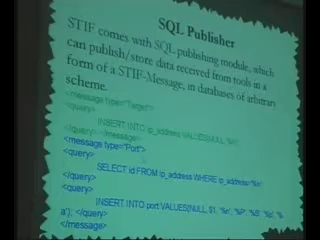 SQL Publisher
STIF comes with SQL publishing module, which
can publish/store data received from tools in a
form of a STIF-Message, in databases of arbitrary
scheme.
<message type="Target">
<query>
INSERT INTO ip_address VALUES(NULL,
</query> </message>
<message type="Port">
<query>
SELECT id FROM ip_address WHERE ip_address=
</query>
<query>
INSERT INTO port VALUES(NULL,
</query>
</message>